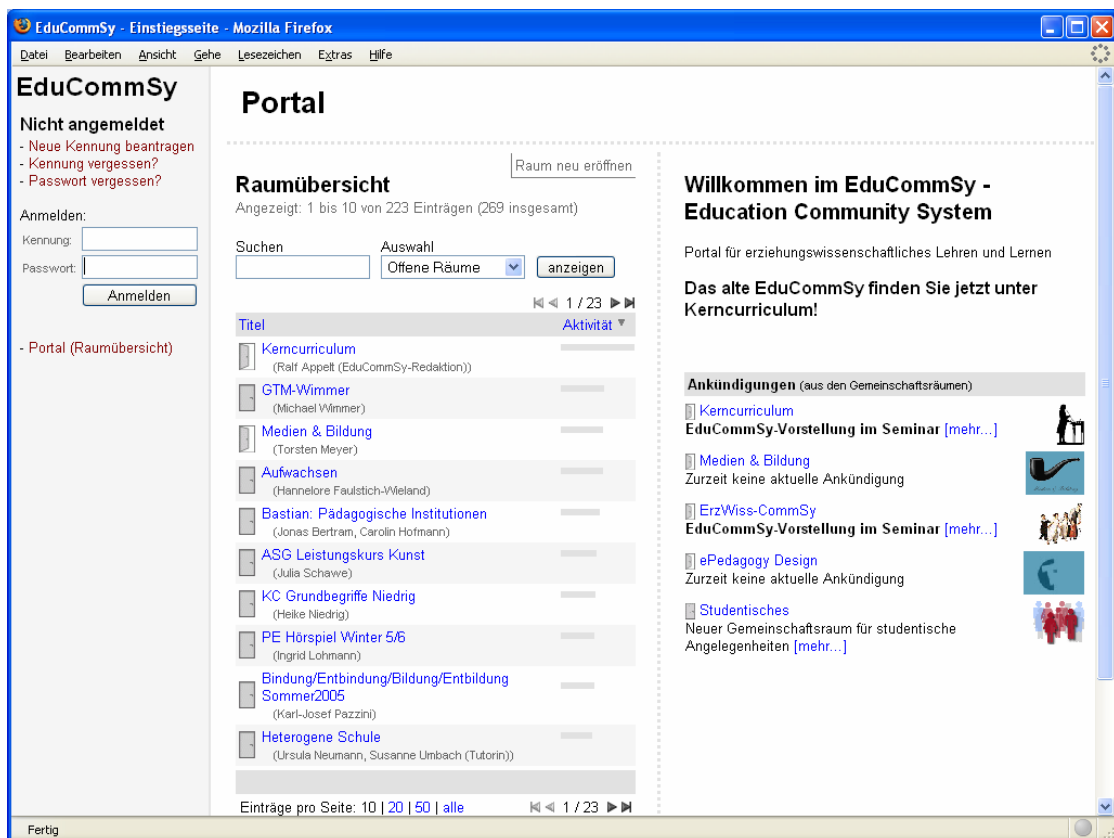 EduCommSy - Einstiegsseite - Mozilla Firefox
Datei Bearbeiten Ansicht Gehe Lesezeichen Extras Hilfe
EduCommSy
Nicht angemeldet
- Neue Kennung beantragen
- Kennung vergessen?
- Passwort vergessen?
Anmelden:
Kennung:
Passwort:
Anmelden
- Portal (Raumübersicht)
Portal
Raum neu eröffnen
Raumübersicht
Angezeigt: 1 bis 10 von 223 Einträgen (269 insgesamt)
Suchen Auswahl
Offene Räume anzeigen
1 / 23
Titel Aktivität
Kerncurriculum
(Ralf Appelt (EduCommSy-Redaktion))
GTM-Wimmer
(Michael Wimmer)
Medien & Bildung
(Torsten Meyer)
Aufwachsen
(Hannelore Faulstich-Wieland)
Bastian: Pädagogische Institutionen
(Jonas Bertram, Carolin Hofmann)
ASG Leistungskurs Kunst
(Julia Schawe)
KC Grundbegriffe Niedrig
(Heike Niedrig)
PE Hörspiel Winter 5/6
(Ingrid Lohmann)
Bindung/Entbindung/Bildung/Entbildung
Sommer2005
(Karl-Josef Pazzini)
Heterogene Schule
(Ursula Neumann, Susanne Umbach (Tutorin))
Einträge pro Seite: 10 | 20 | 50 | alle 1 / 23
Willkommen im EduCommSy -
Education Community System
Portal für erziehungswissenschaftliches Lehren und Lernen
Das alte EduCommSy finden Sie jetzt unter
Kerncurriculum!
Ankündigungen (aus den Gemeinschaftsräumen)
Kerncurriculum
EduCommSy-Vorstellung im Seminar [mehr...]
Medien & Bildung
Zurzeit keine aktuelle Ankündigung
ErzWiss-CommSy
EduCommSy-Vorstellung im Seminar [mehr...]
ePedagogy Design
Zurzeit keine aktuelle Ankündigung
Studentisches
Neuer Gemeinschaftsraum für studentische
Angelegenheiten [mehr...]
Fertig